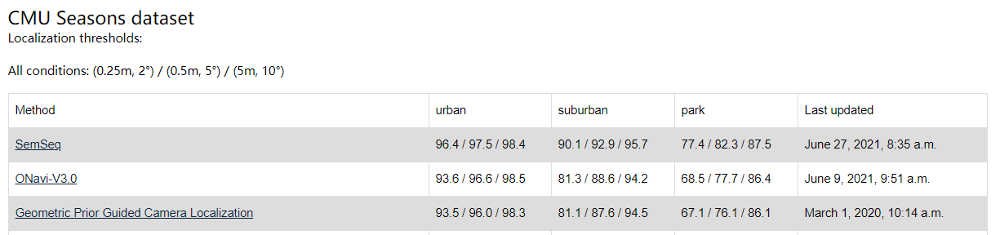 CMU Seasons dataset
Localization thresholds:
All conditions: (0.25m, 2°) / (0.5m, 5°) / (5m, 10°)
Method urban suburban park Last updated
SemSeq 96.4 / 97.5 / 98.4 90.1 / 92.9 / 95.7 77.4 / 82.3 / 87.5 June 27, 2021, 8:35 a.m.
ONavi-V3.0 93.6 / 96.6 / 98.5 81.3 / 88.6 / 94.2 68.5 / 77.7 / 86.4 June 9, 2021, 9:51 a.m.
Geometric Prior Guided Camera Localization 93.5 / 96.0 / 98.3 81.1 / 87.6 / 94.5 67.1 / 76.1 / 86.1 March 1, 2020, 10:14 a.m.